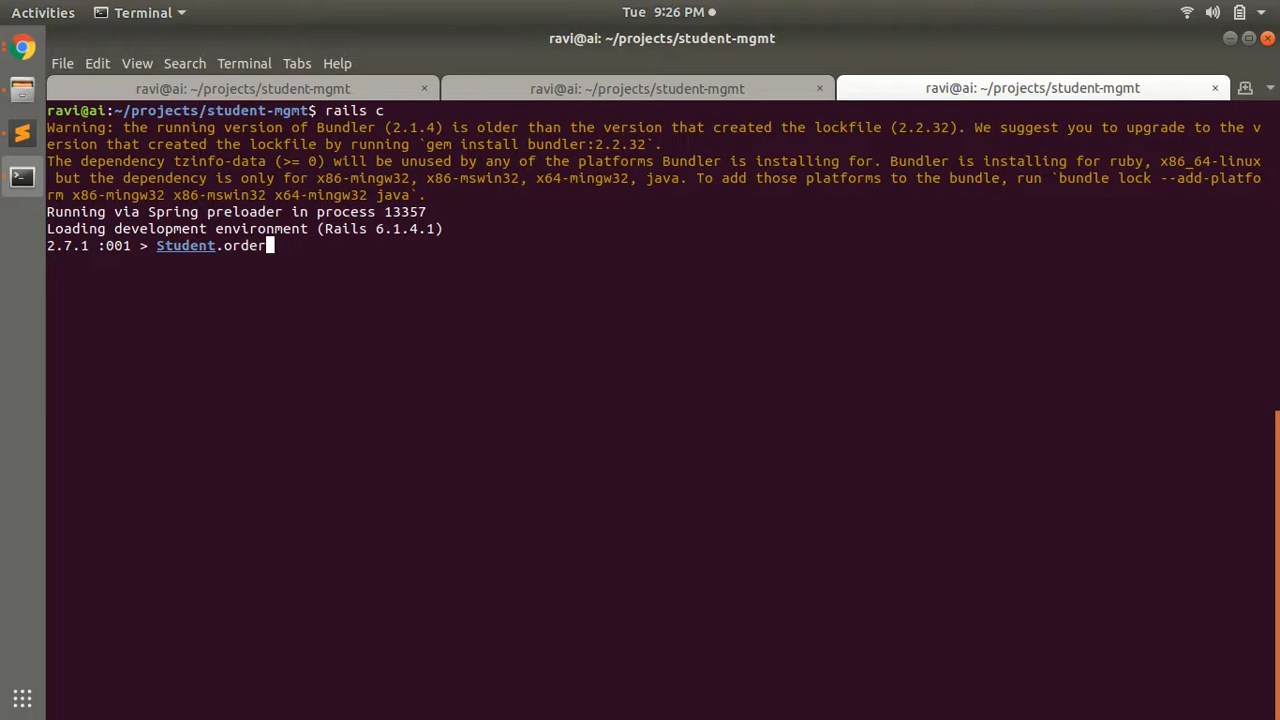 Activities Terminal Tue 9:26 PM
ravi@ai: ~/projects/student-mgmt
File Edit View Search Terminal Tabs Help
ravi@ai: ~/projects/student-mgmt × ravi@ai: ~/projects/student-mgmt × ravi@ai: ~/projects/student-mgmt ×
ravi@ai:~/projects/student-mgmt$ rails c
Warning: the running version of Bundler (2.1.4) is older than the version that created the lockfile (2.2.32). We suggest you to upgrade to the v
ersion that created the lockfile by running `gem install bundler:2.2.32`.
The dependency tzinfo-data (>= 0) will be unused by any of the platforms Bundler is installing for. Bundler is installing for ruby, x86_64-linux
but the dependency is only for x86-mingw32, x86-mswin32, x64-mingw32, java. To add those platforms to the bundle, run `bundle lock --add-platfo
rm x86-mingw32 x86-mswin32 x64-mingw32 java`.
Running via Spring preloader in process 13357
Loading development environment (Rails 6.1.4.1)
2.7.1 :001 > Student.order